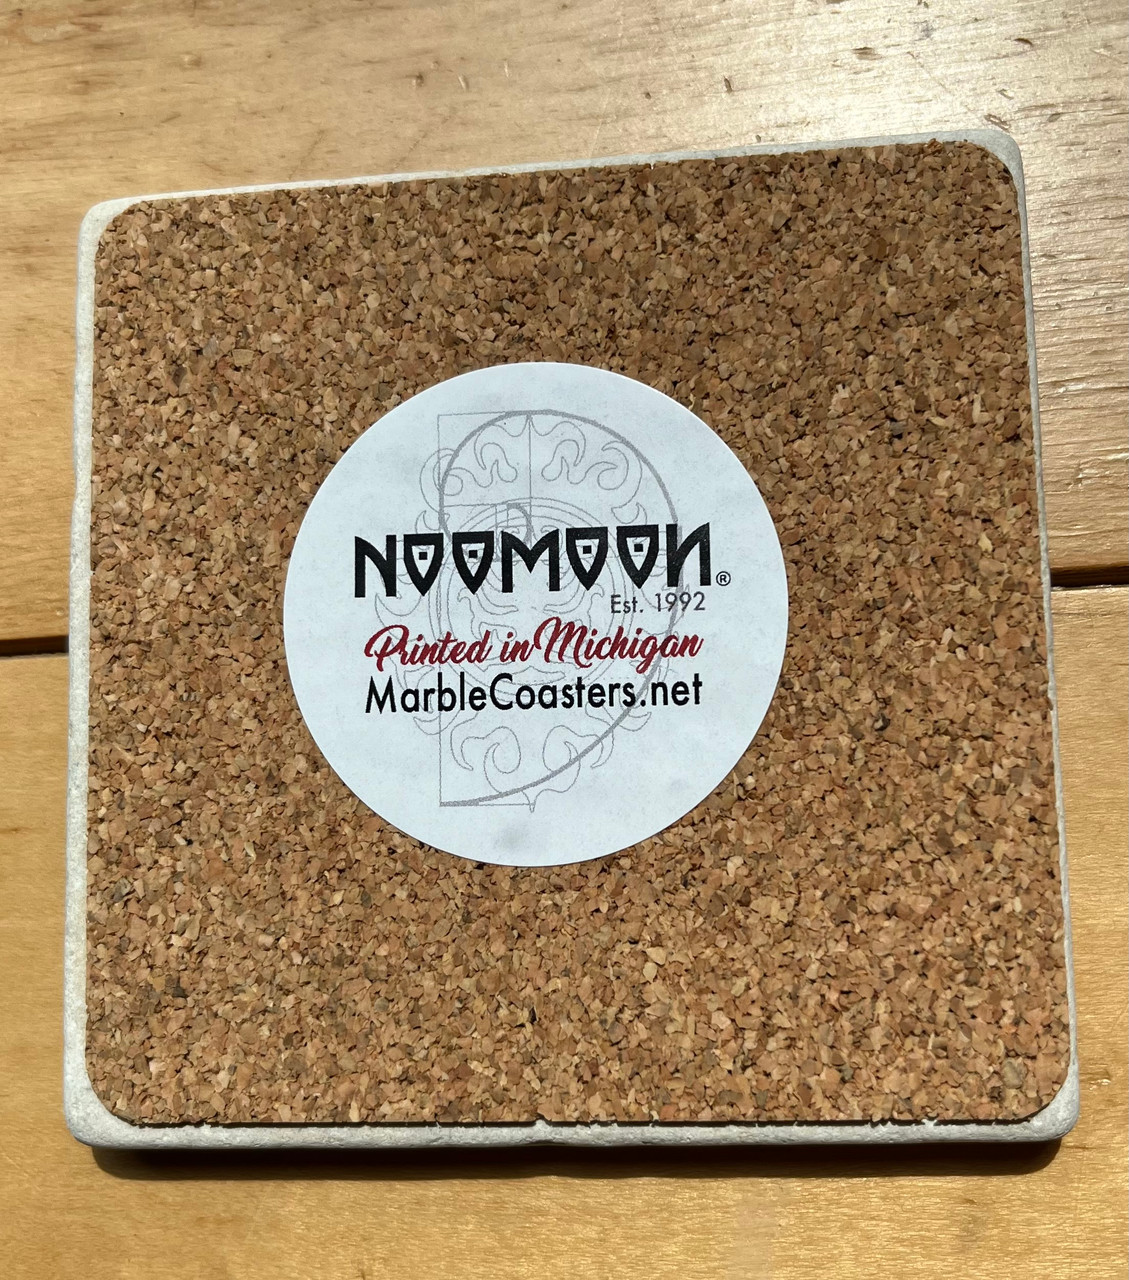 NOOMOON®
Est. 1992
Printed in Michigan
MarbleCoasters.net